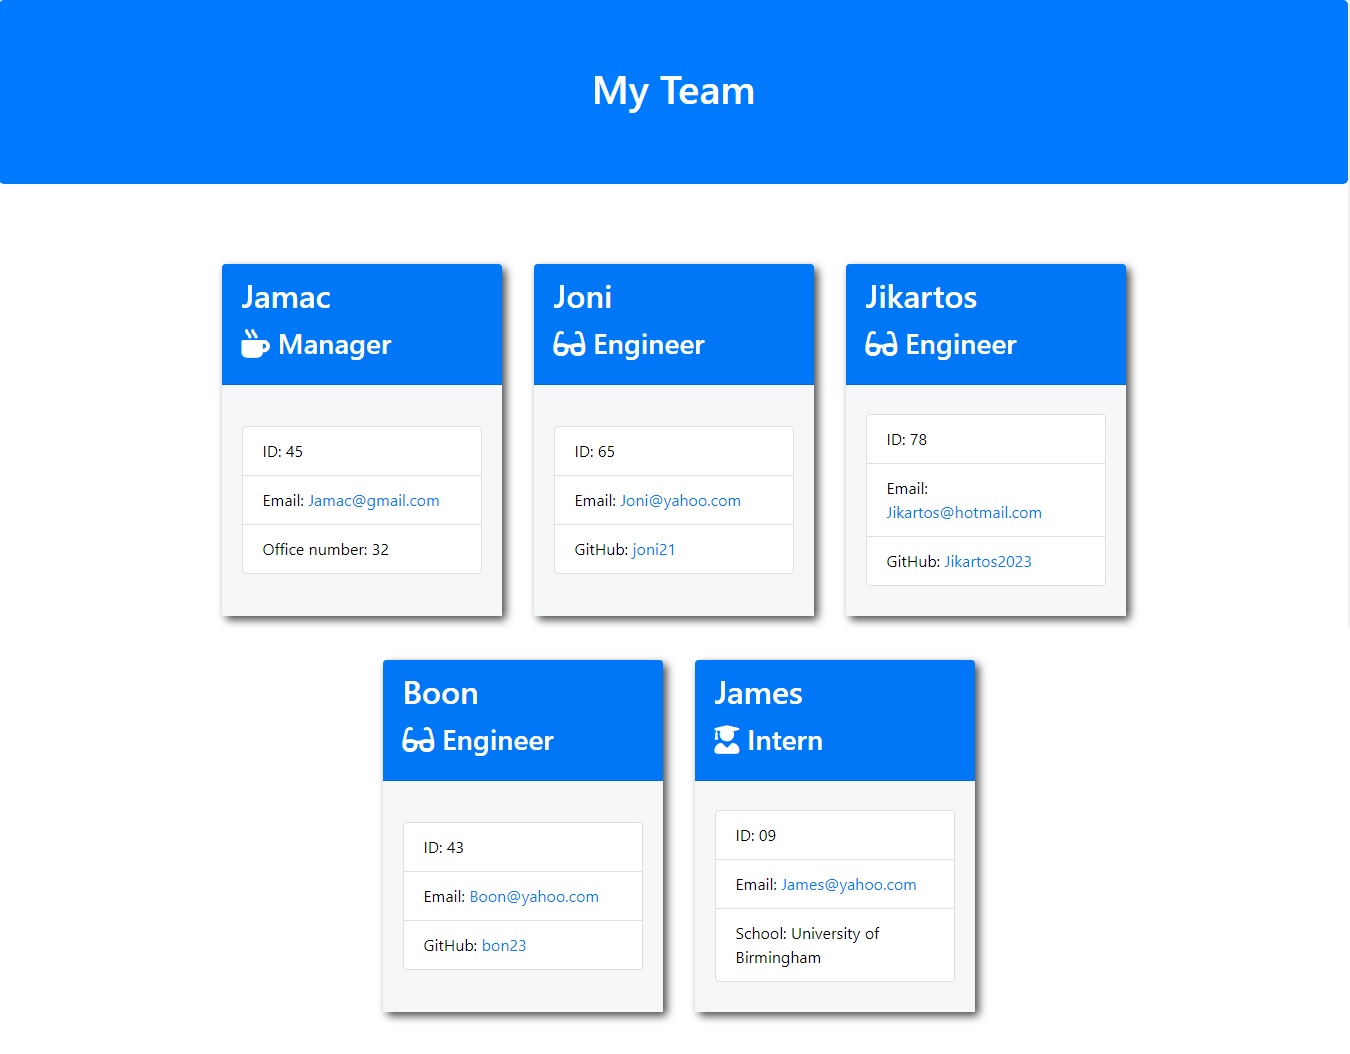 My Team
Jamac
Manager
ID: 45
Email: Jamac@gmail.com
Office number: 32
Joni
Engineer
ID: 65
Email: Joni@yahoo.com
GitHub: joni21
Jikartos
Engineer
ID: 78
Email:
Jikartos@hotmail.com
GitHub: Jikartos2023
Boon
Engineer
ID: 43
Email: Boon@yahoo.com
GitHub: bon23
James
Intern
ID: 09
Email: James@yahoo.com
School: University of
Birmingham